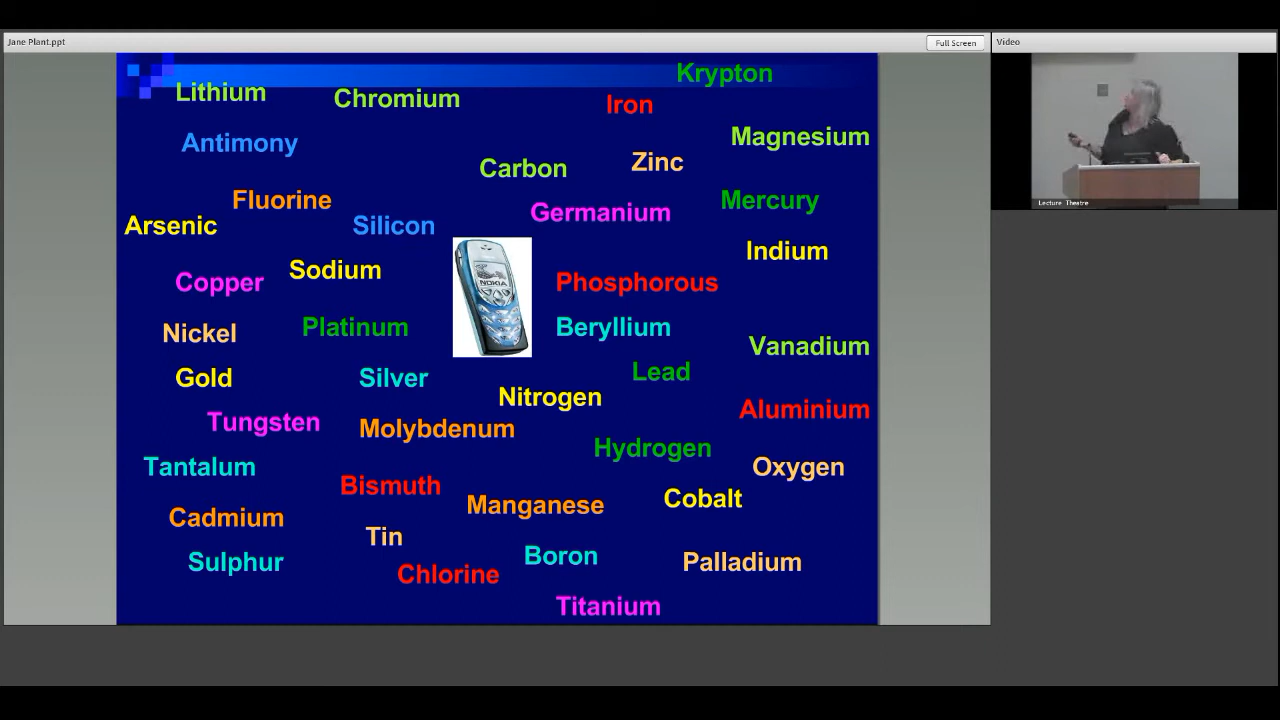 Jane Plant.ppt
Full Screen
Video
Krypton
Lithium
Chromium
Iron
Magnesium
Antimony
Carbon
Zinc
Fluorine
Mercury
Arsenic
Silicon
Germanium
Indium
Sodium
Copper
NOKIA
Phosphorous
Nickel
Platinum
Beryllium
Vanadium
Lead
Gold
Silver
Nitrogen
Aluminium
Tungsten
Molybdenum
Hydrogen
Tantalum
Oxygen
Bismuth
Manganese
Cobalt
Cadmium
Tin
Sulphur
Boron
Palladium
Chlorine
Titanium
Lecture Theatre